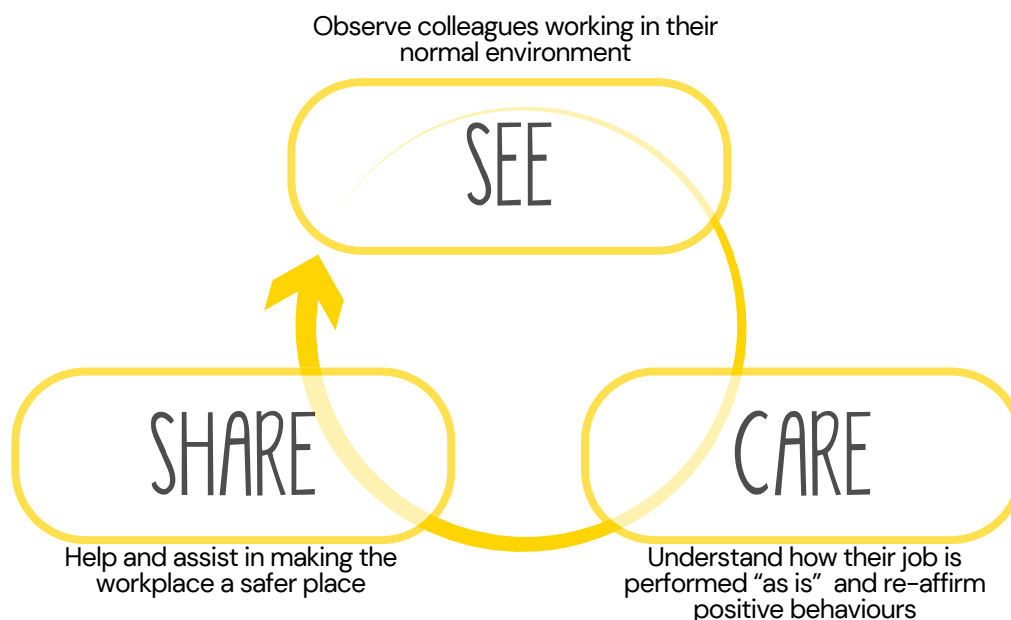 Observe colleagues working in their
normal environment
SEE
SHARE
CARE
Help and assist in making the
workplace a safer place
Understand how their job is
performed “as is” and re-affirm
positive behaviours